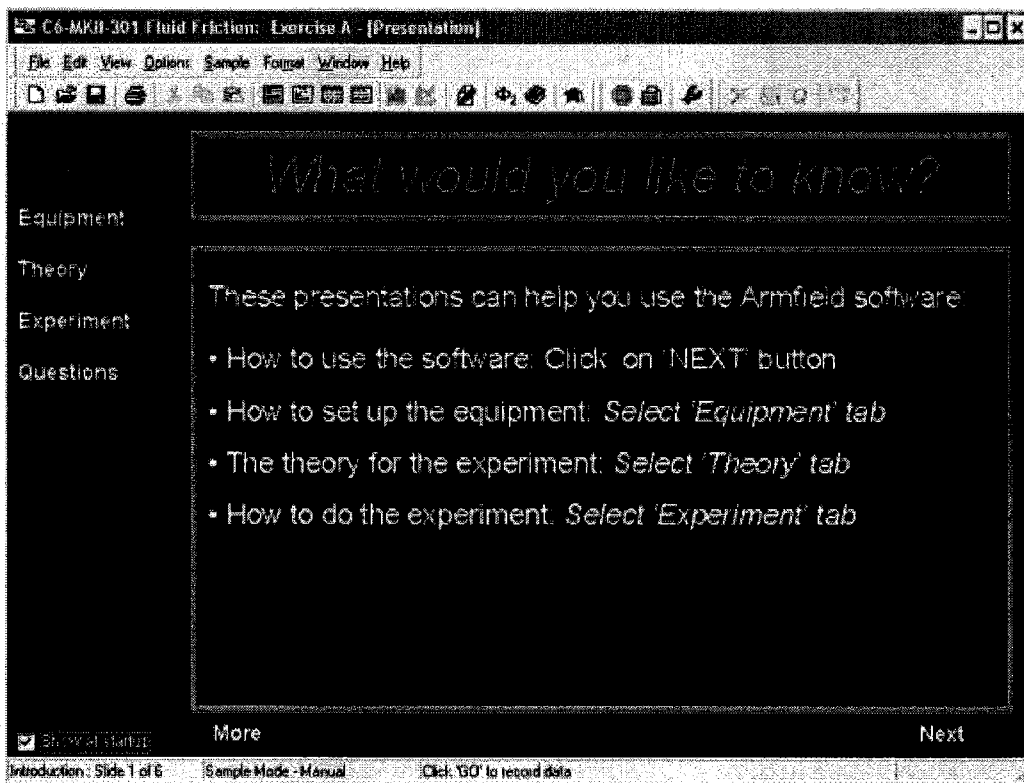 C6-MKII-301 Fluid Friction: Exercise A - [Presentation]
File Edit View Options Sample Format Window Help
What would you like to know?
Equipment
Theory
Experiment
Questions
These presentations can help you use the Armfield software:
• How to use the software: Click on 'NEXT' button
• How to set up the equipment: Select 'Equipment' tab
• The theory for the experiment: Select 'Theory' tab
• How to do the experiment: Select 'Experiment' tab
Show at startup
More
Next
Introduction : Slide 1 of 6 Sample Mode - Manual Click 'GO' to record data